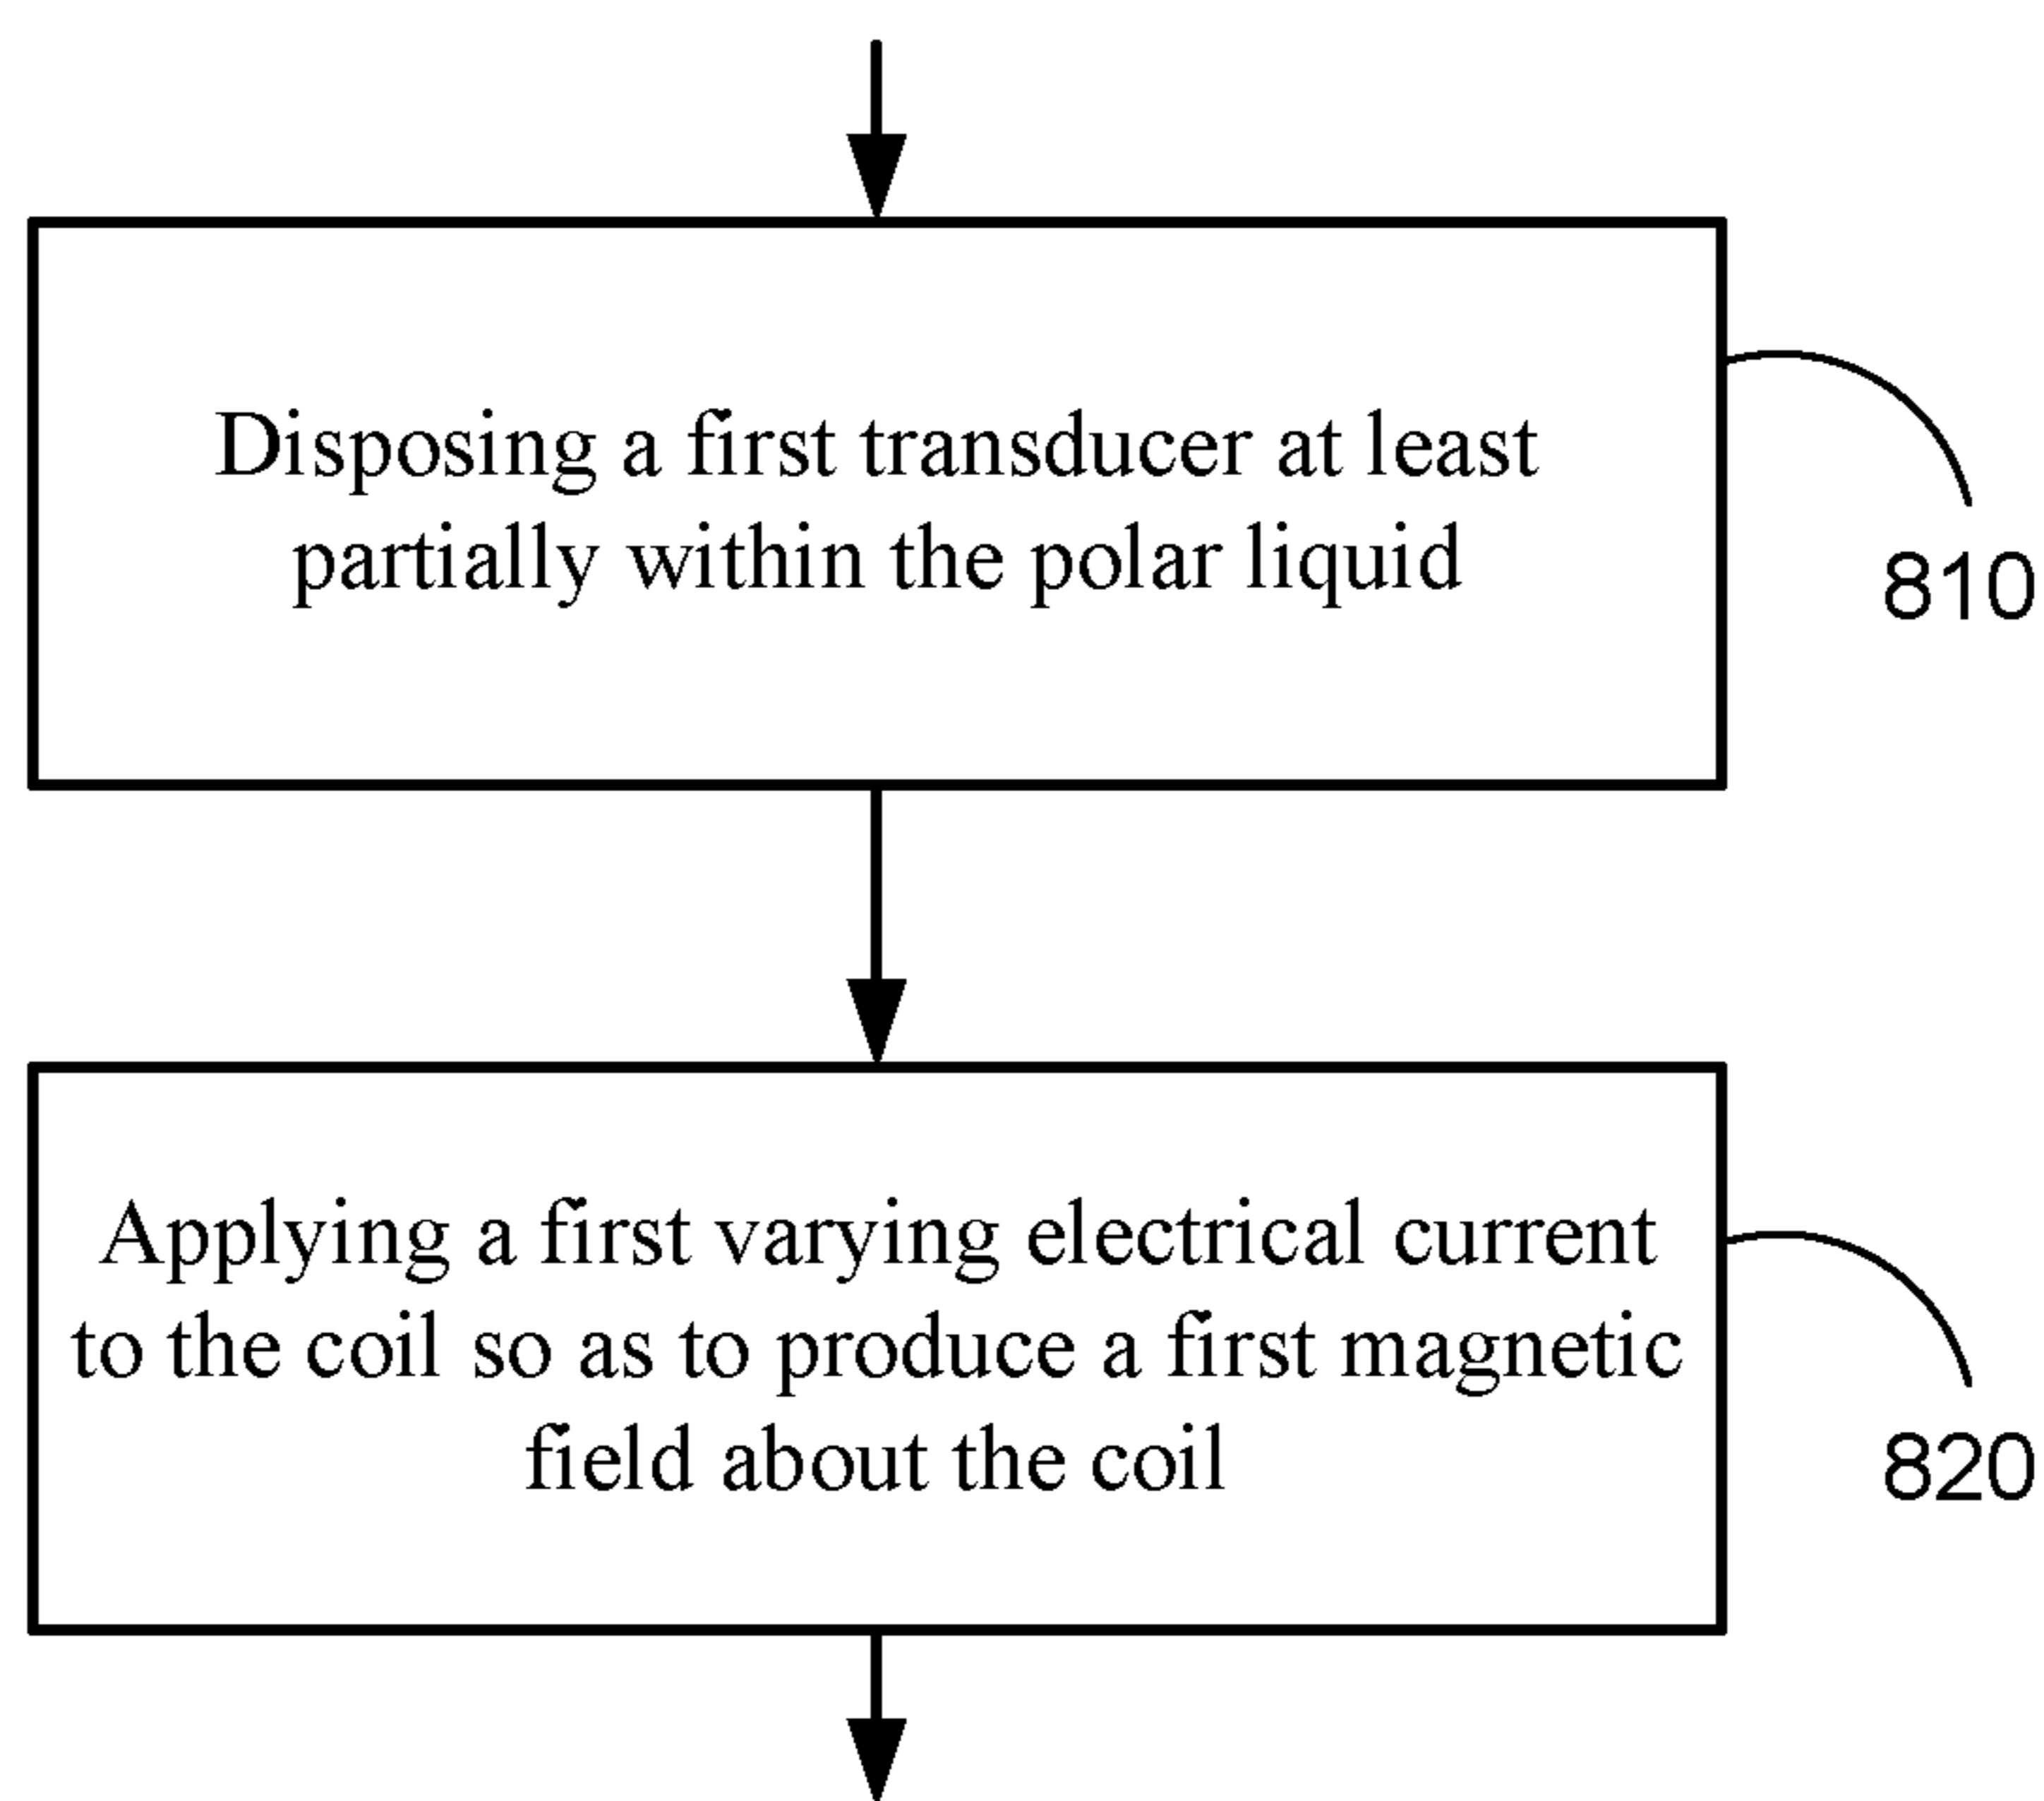 Disposing a first transducer at least
partially within the polar liquid
810
Applying a first varying electrical current
to the coil so as to produce a first magnetic
field about the coil
820